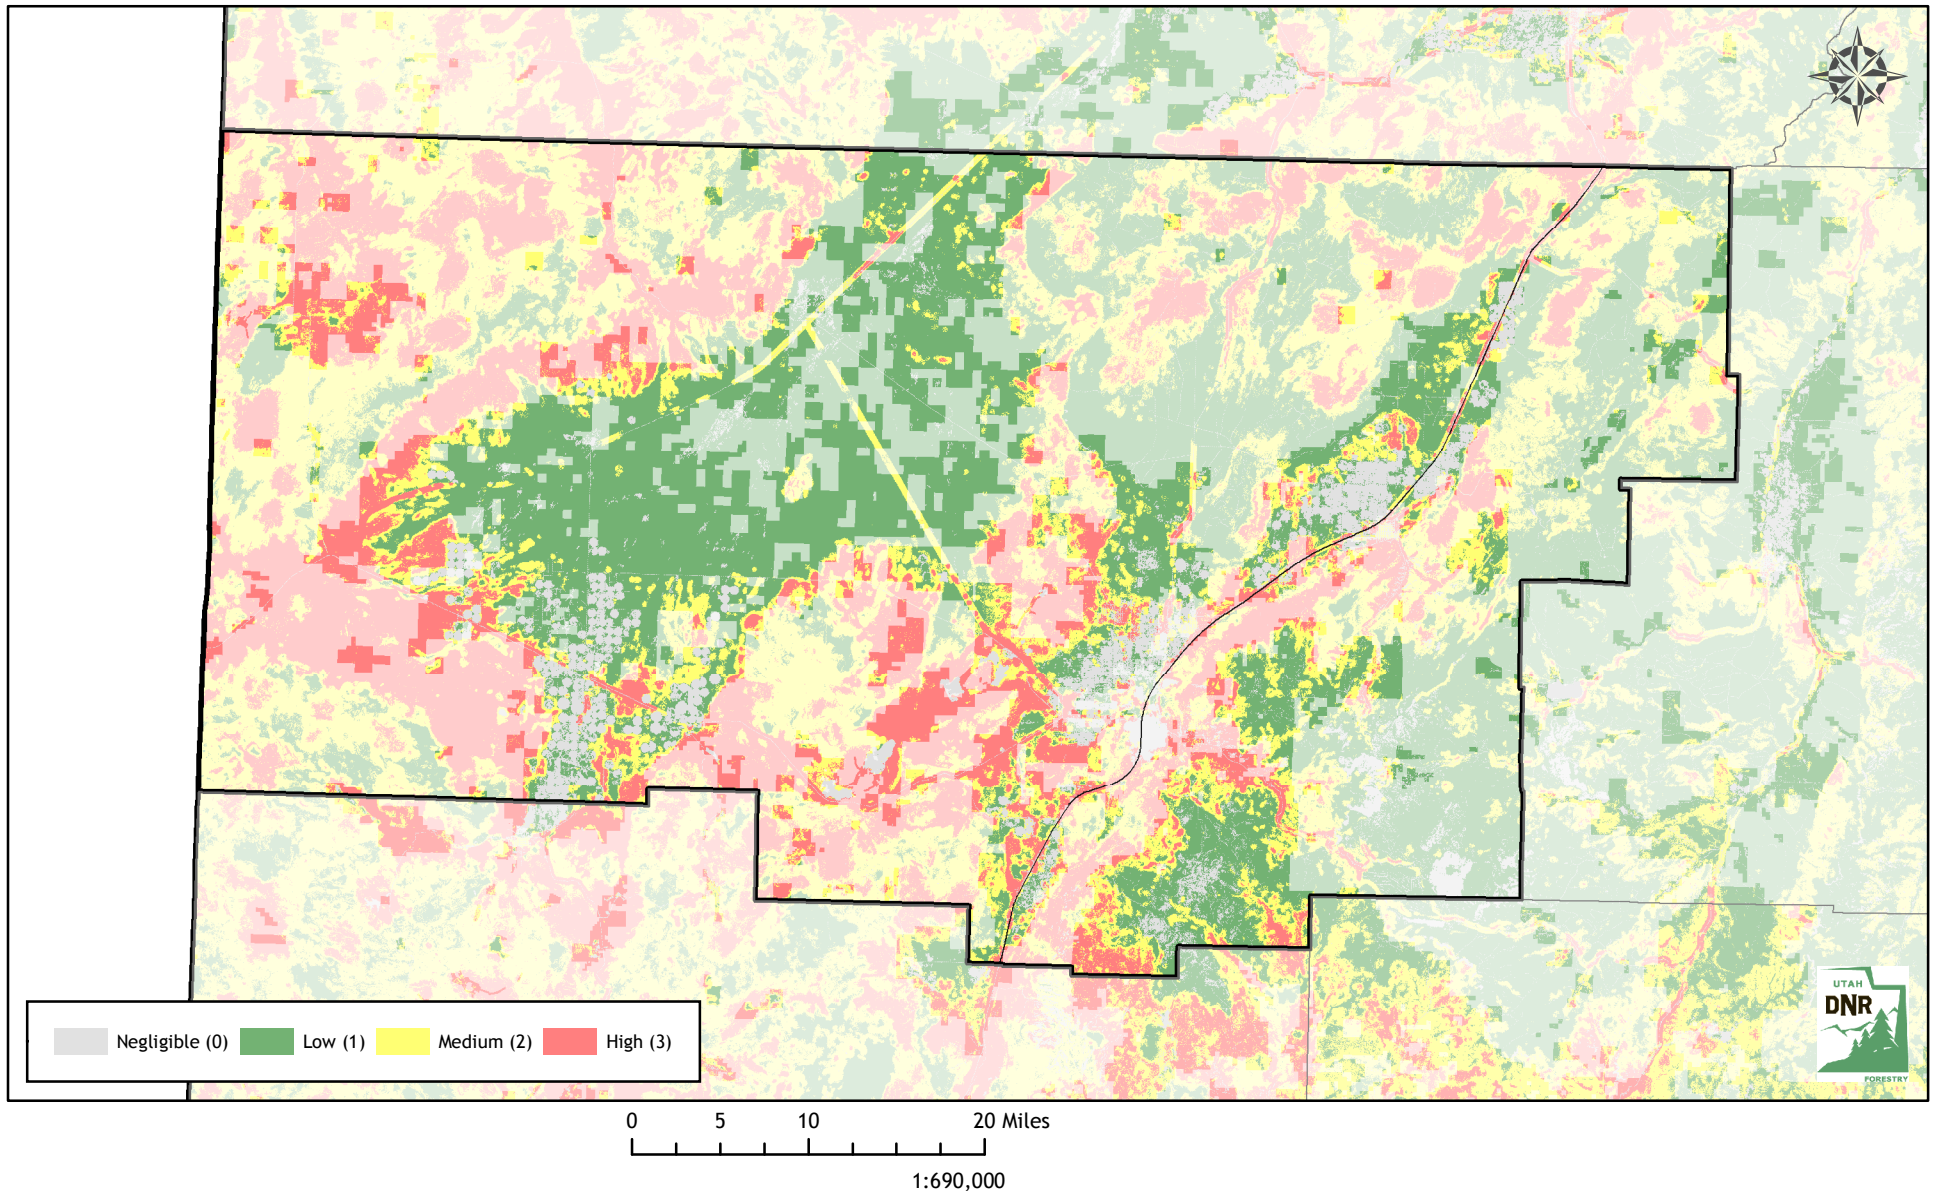 UTAH
DNR
FORESTRY
Negligible (0) Low (1) Medium (2) High (3)
0 5 10 20 Miles
1:690,000